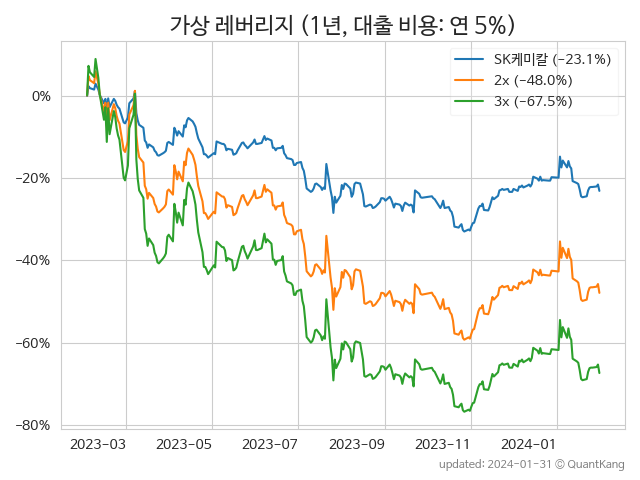 가상 레버리지 (1년, 대출 비용: 연 5%)
SK케미칼 (−23.1%)
2x (−48.0%)
3x (−67.5%)
0%
−20%
−40%
−60%
−80%
2023−03 2023−05 2023−07 2023−09 2023−11 2024−01
updated: 2024-01-31 © QuantKang